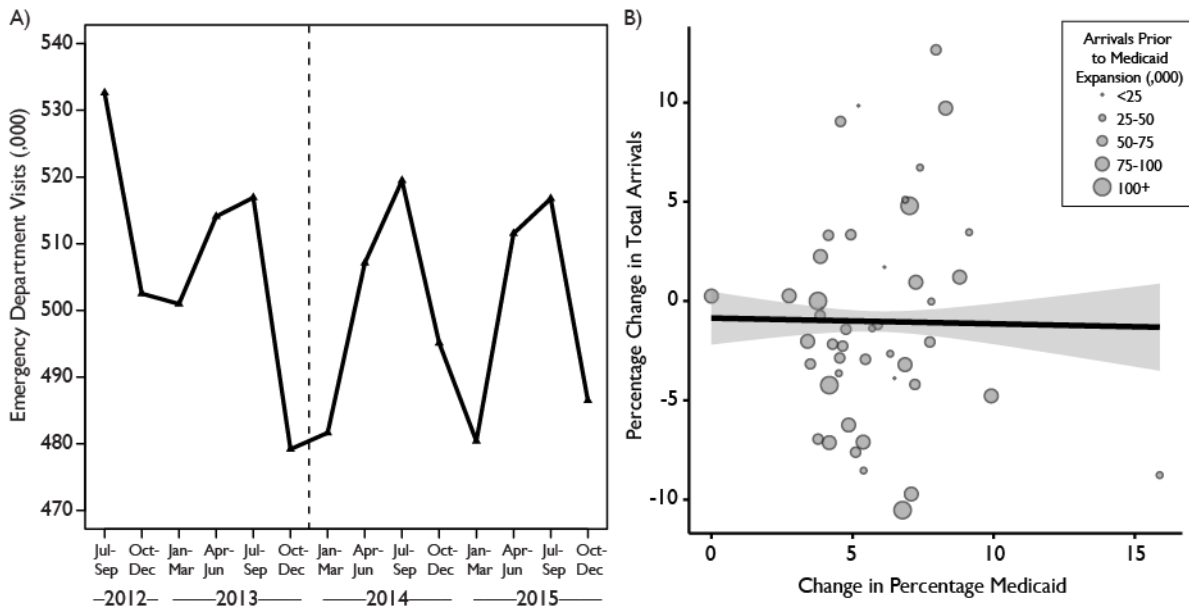 A)
Emergency Department Visits (,000)
540
530
520
510
500
490
480
470
Jul-
Sep
Oct-
Dec
Jan-
Mar
Apr-
Jun
Jul-
Sep
Oct-
Dec
Jan-
Mar
Apr-
Jun
Jul-
Sep
Oct-
Dec
Jan-
Mar
Apr-
Jun
Jul-
Sep
Oct-
Dec
2012
2013
2014
2015
B)
Percentage Change in Total Arrivals
10
5
0
-5
-10
0
5
10
15
Change in Percentage Medicaid
Arrivals Prior
to Medicaid
Expansion (,000)
<25
25-50
50-75
75-100
100+